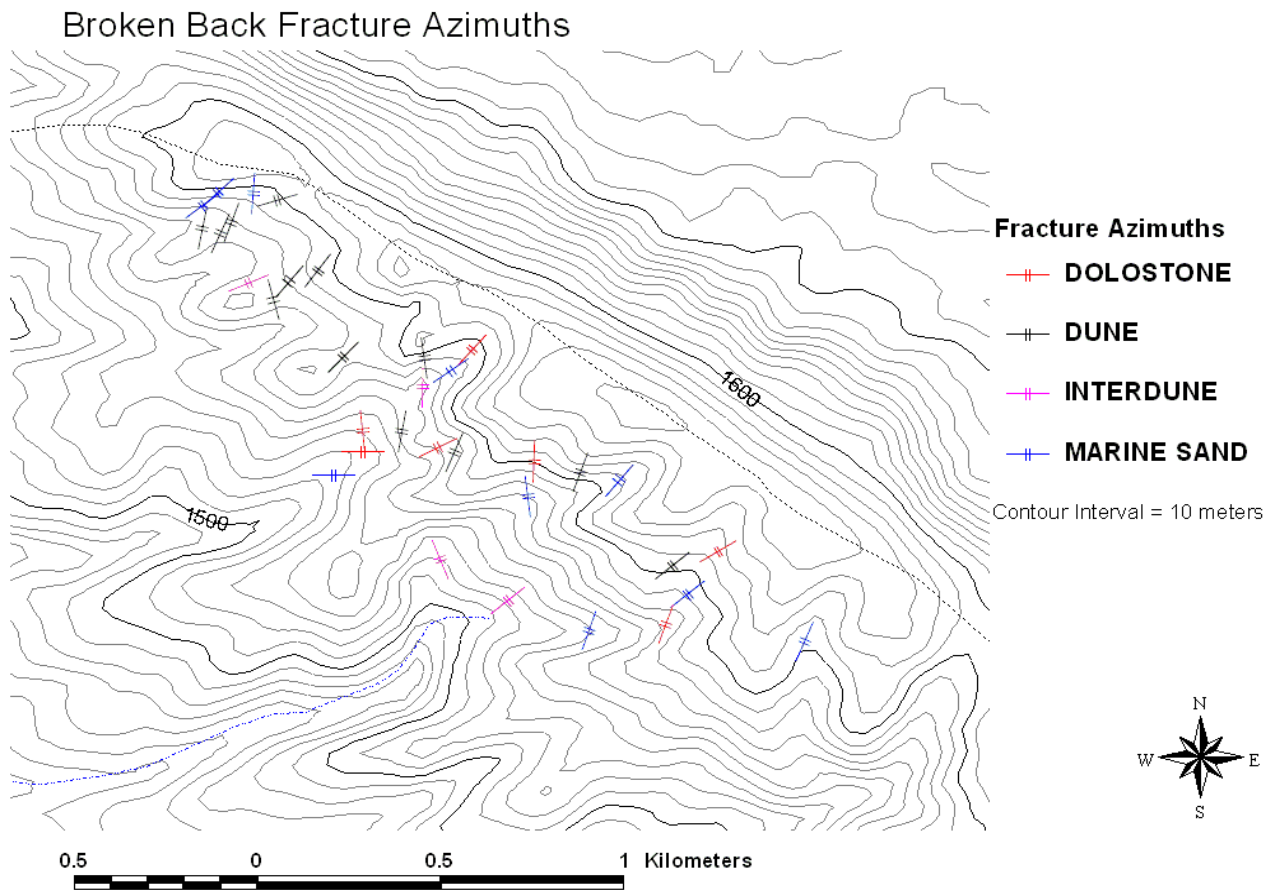 Broken Back Fracture Azimuths
1600
1500
Fracture Azimuths
DOLOSTONE
DUNE
INTERDUNE
MARINE SAND
Contour Interval = 10 meters
N
W E
S
0.5 0 0.5 1 Kilometers